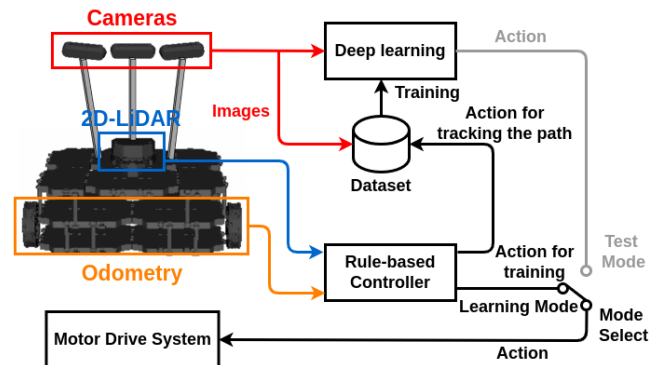 Cameras
Deep learning
Action
2D-LiDAR
Images
Training
Action for
tracking the path
Dataset
Odometry
Rule-based
Controller
Action for
training
Test
Mode
Learning Mode
Mode
Select
Motor Drive System
Action